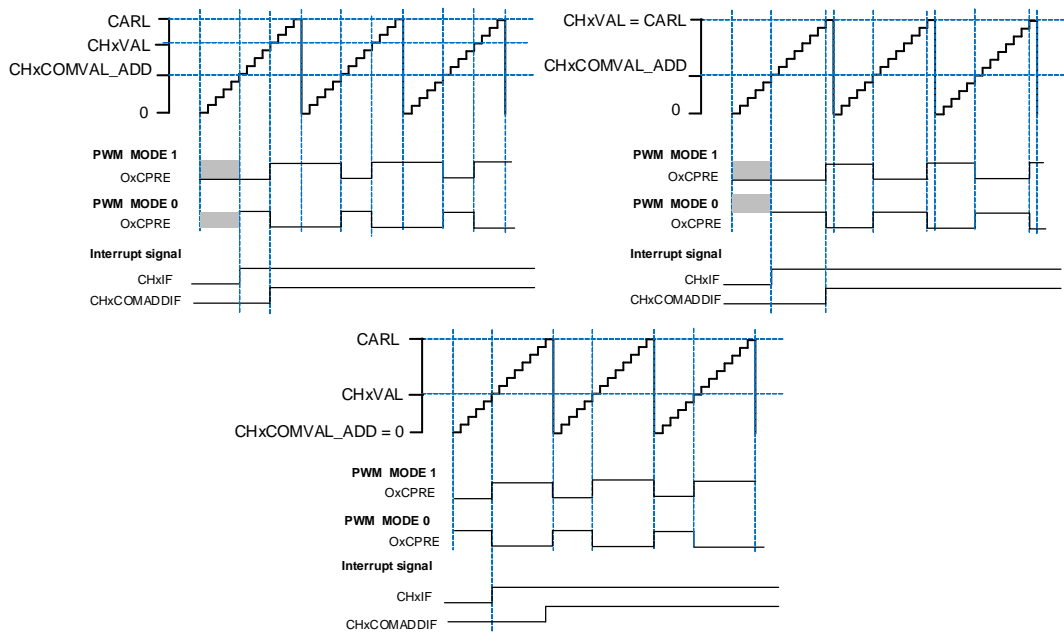 CARL
CHxVAL
CHxCOMVAL_ADD
0
PWM MODE 1
OxCPRE
PWM MODE 0
OxCPRE
Interrupt signal
CHxIF
CHxCOMADDIF
CHxVAL = CARL
CHxCOMVAL_ADD
0
PWM MODE 1
OxCPRE
PWM MODE 0
OxCPRE
Interrupt signal
CHxIF
CHxCOMADDIF
CARL
CHxVAL
CHxCOMVAL_ADD = 0
PWM MODE 1
OxCPRE
PWM MODE 0
OxCPRE
Interrupt signal
CHxIF
CHxCOMADDIF